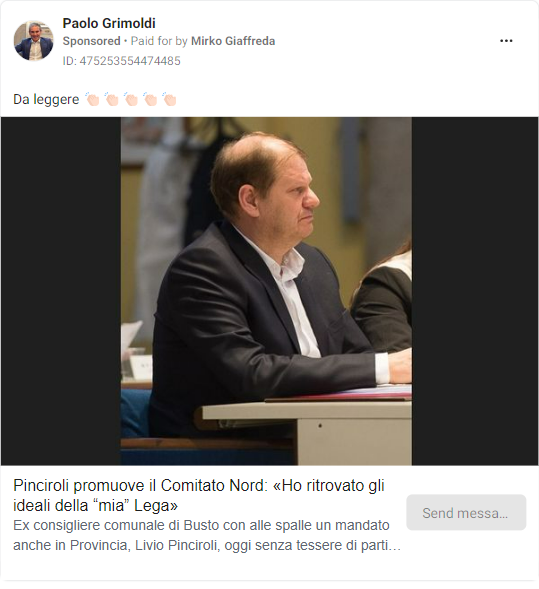 Paolo Grimoldi
Sponsored • Paid for by Mirko Giaffreda
ID: 475253554474485
Da leggere 👏🏻👏🏻👏🏻👏🏻👏🏻
Pinciroli promuove il Comitato Nord: «Ho ritrovato gli
ideali della “mia” Lega»
Ex consigliere comunale di Busto con alle spalle un mandato
anche in Provincia, Livio Pinciroli, oggi senza tessere di parti…
Send messa…